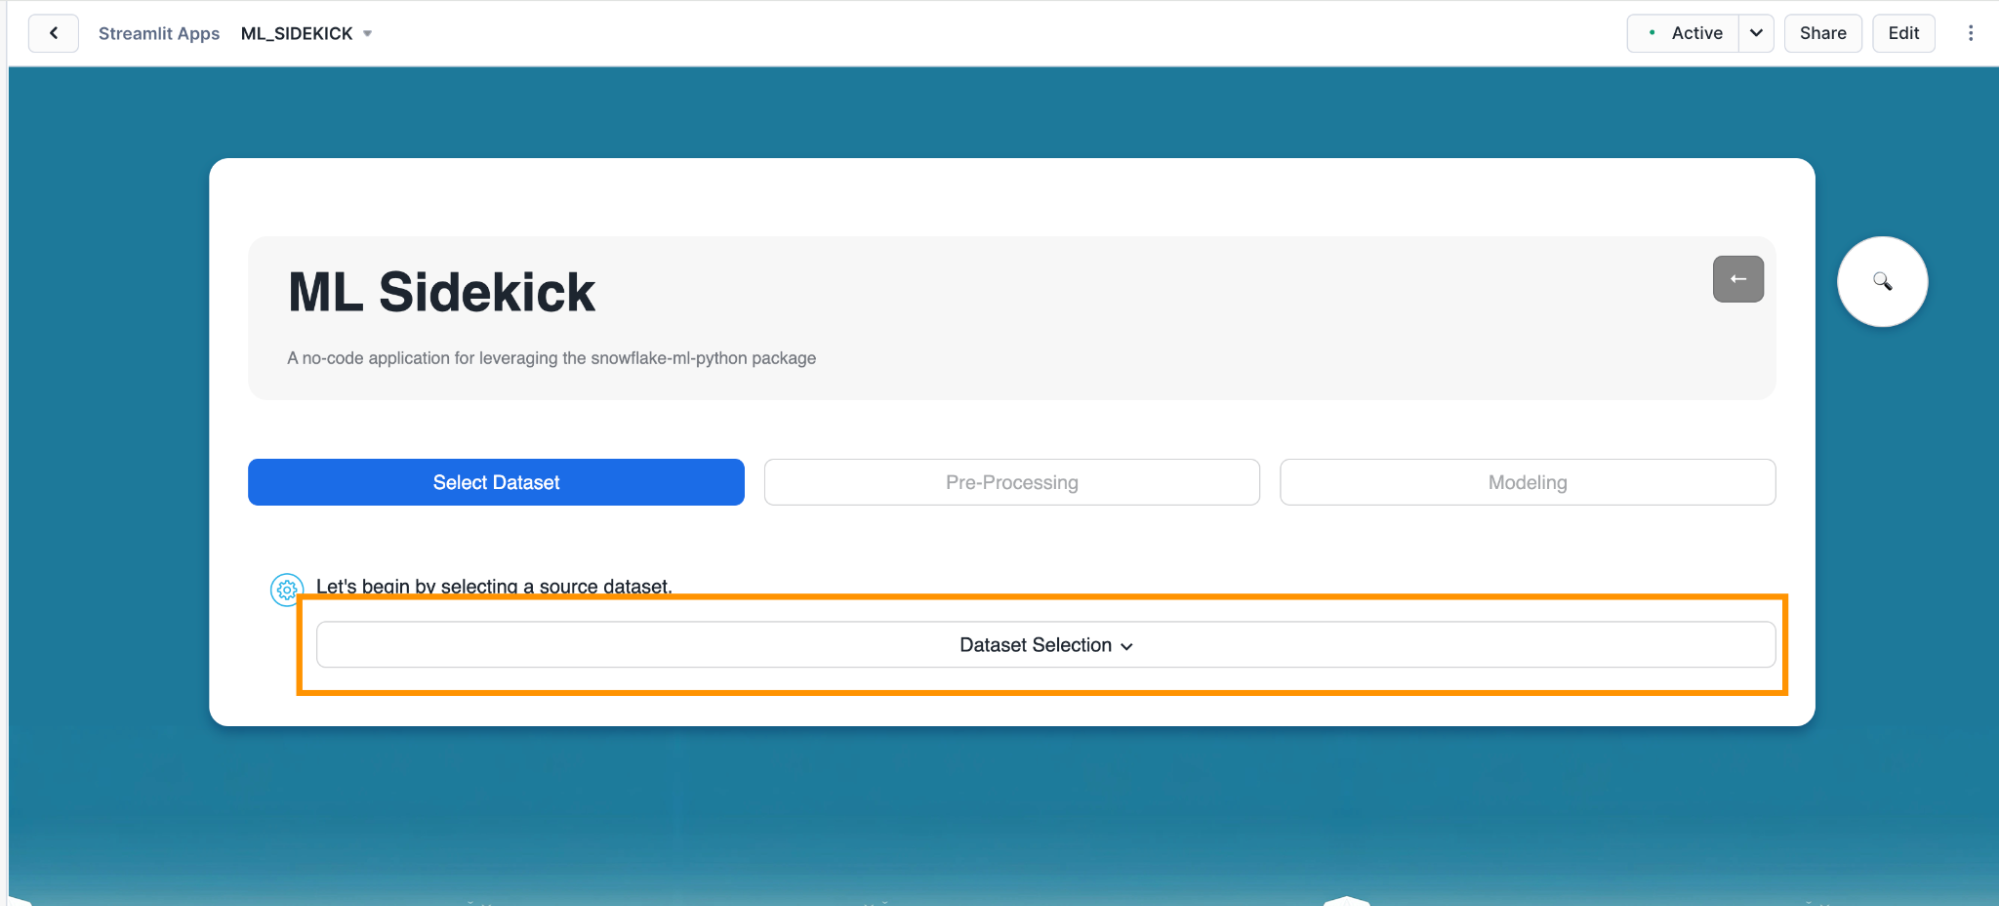 Streamlit Apps ML_SIDEKICK
Active
Share
Edit
ML Sidekick
A no-code application for leveraging the snowflake-ml-python package
Select Dataset
Pre-Processing
Modeling
Let's begin by selecting a source dataset.
Dataset Selection